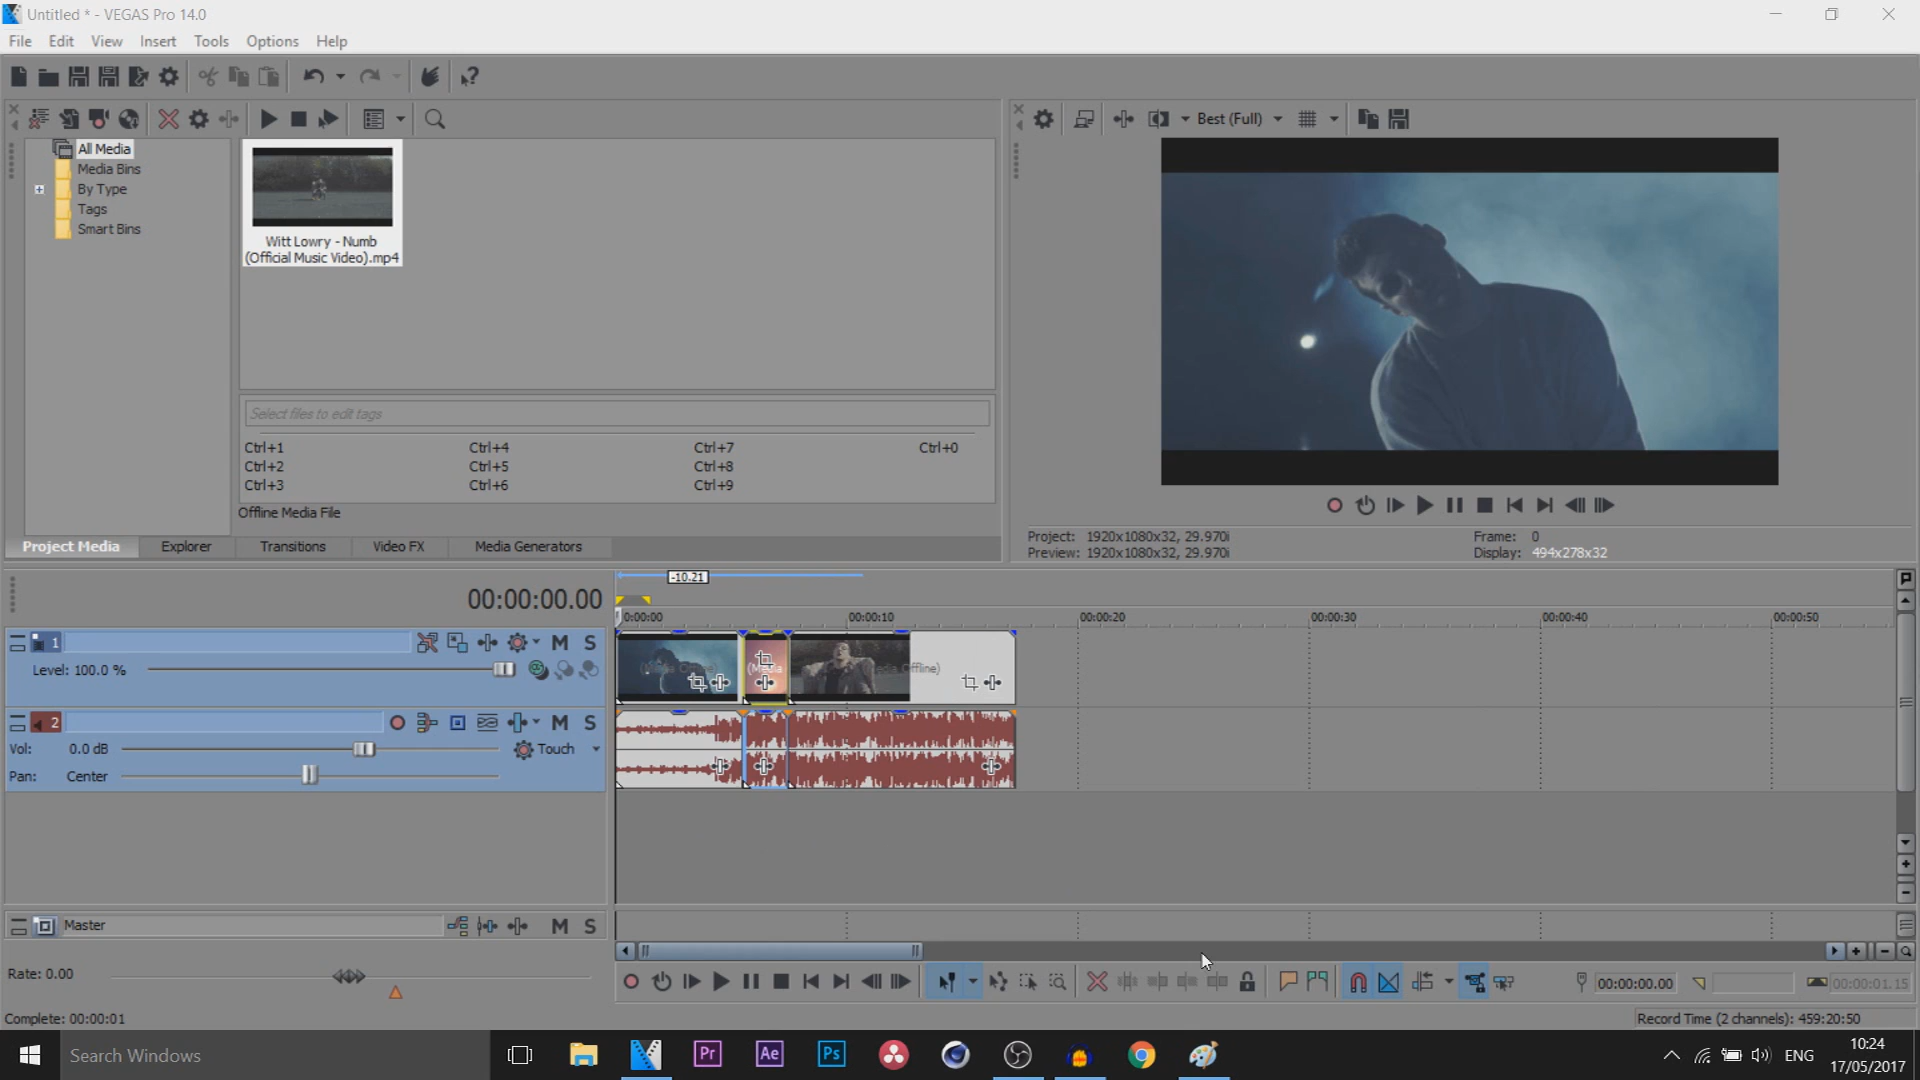 Untitled * - VEGAS Pro 14.0
File Edit View Insert Tools Options Help
Best (Full)
All Media
Media Bins
By Type
Tags
Smart Bins
Witt Lowry - Numb
(Official Music Video).mp4
Select files to edit tags
Ctrl+1 Ctrl+4 Ctrl+7 Ctrl+0
Ctrl+2 Ctrl+5 Ctrl+8
Ctrl+3 Ctrl+6 Ctrl+9
Offline Media File
Project Media Explorer Transitions Video FX Media Generators
Project: 1920x1080x32, 29.970i Frame: 0
Preview: 1920x1080x32, 29.970i Display: 494x278x32
-10.21
00:00:00.00
0:00:00 00:00:10 00:00:20 00:00:30 00:00:40 00:00:50
1 M S
Level: 100.0 %
2 M S
Vol: 0.0 dB Touch
Pan: Center
Master M S
Rate: 0.00
00:00:00.00 00:00:01.15
Complete: 00:00:01 Record Time (2 channels): 459:20:50
Search Windows
Pr Ae Ps
ENG
10:24
17/05/2017